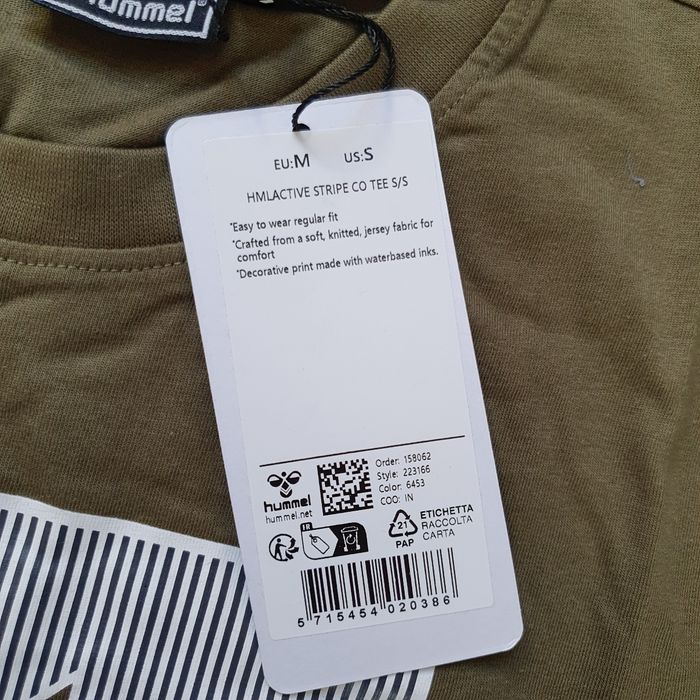 hummel
EU:M US:S
HMLACTIVE STRIPE CO TEE S/S
*Easy to wear regular fit
*Crafted from a soft, knitted, jersey fabric for
comfort
*Decorative print made with waterbased inks.
hummel
hummel.net
Order: 158062
Style: 223166
Color: 6453
COO: IN
FR
21
PAP
ETICHETTA
RACCOLTA
CARTA
5 715454 020386